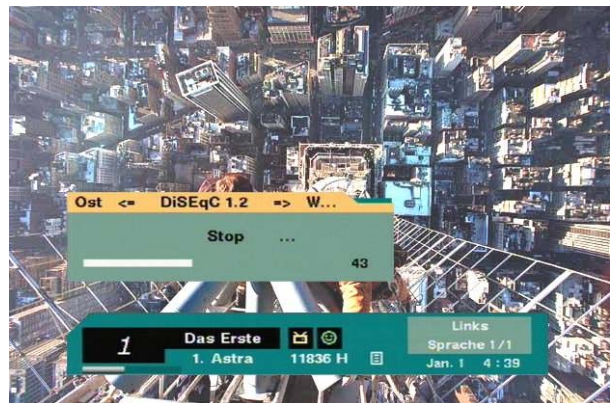 Ost <= DiSEqC 1.2 => W...
Stop ...
43
1 Das Erste
1. Astra 11836 H
Links
Sprache 1/1
Jan. 1 4:39